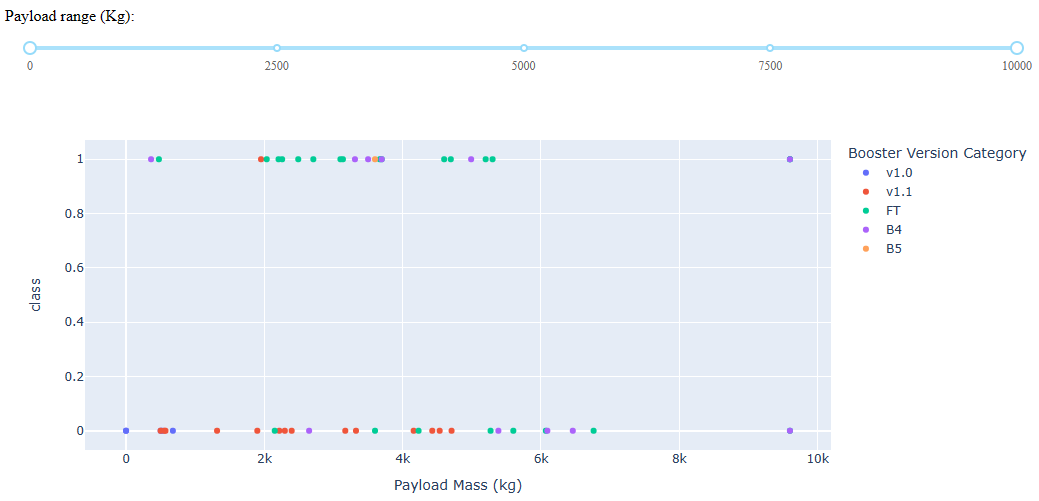 Payload range (Kg):
0 2500 5000 7500 10000
Booster Version Category
v1.0
v1.1
FT
B4
B5
1
0.8
0.6
0.4
0.2
0
class
0 2k 4k 6k 8k 10k
Payload Mass (kg)